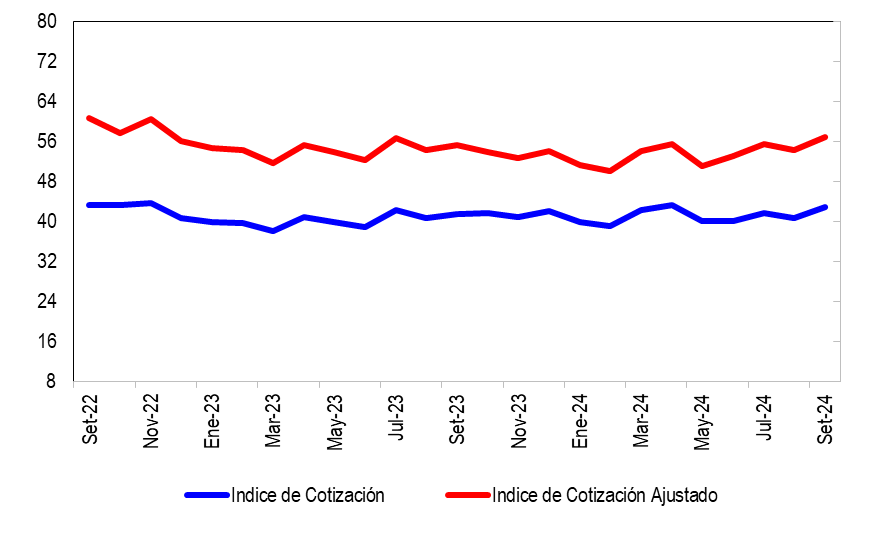 80
72
64
56
48
40
32
24
16
8
Set-22
Nov-22
Ene-23
Mar-23
May-23
Jul-23
Set-23
Nov-23
Ene-24
Mar-24
May-24
Jul-24
Set-24
Indice de Cotización
Indice de Cotización Ajustado